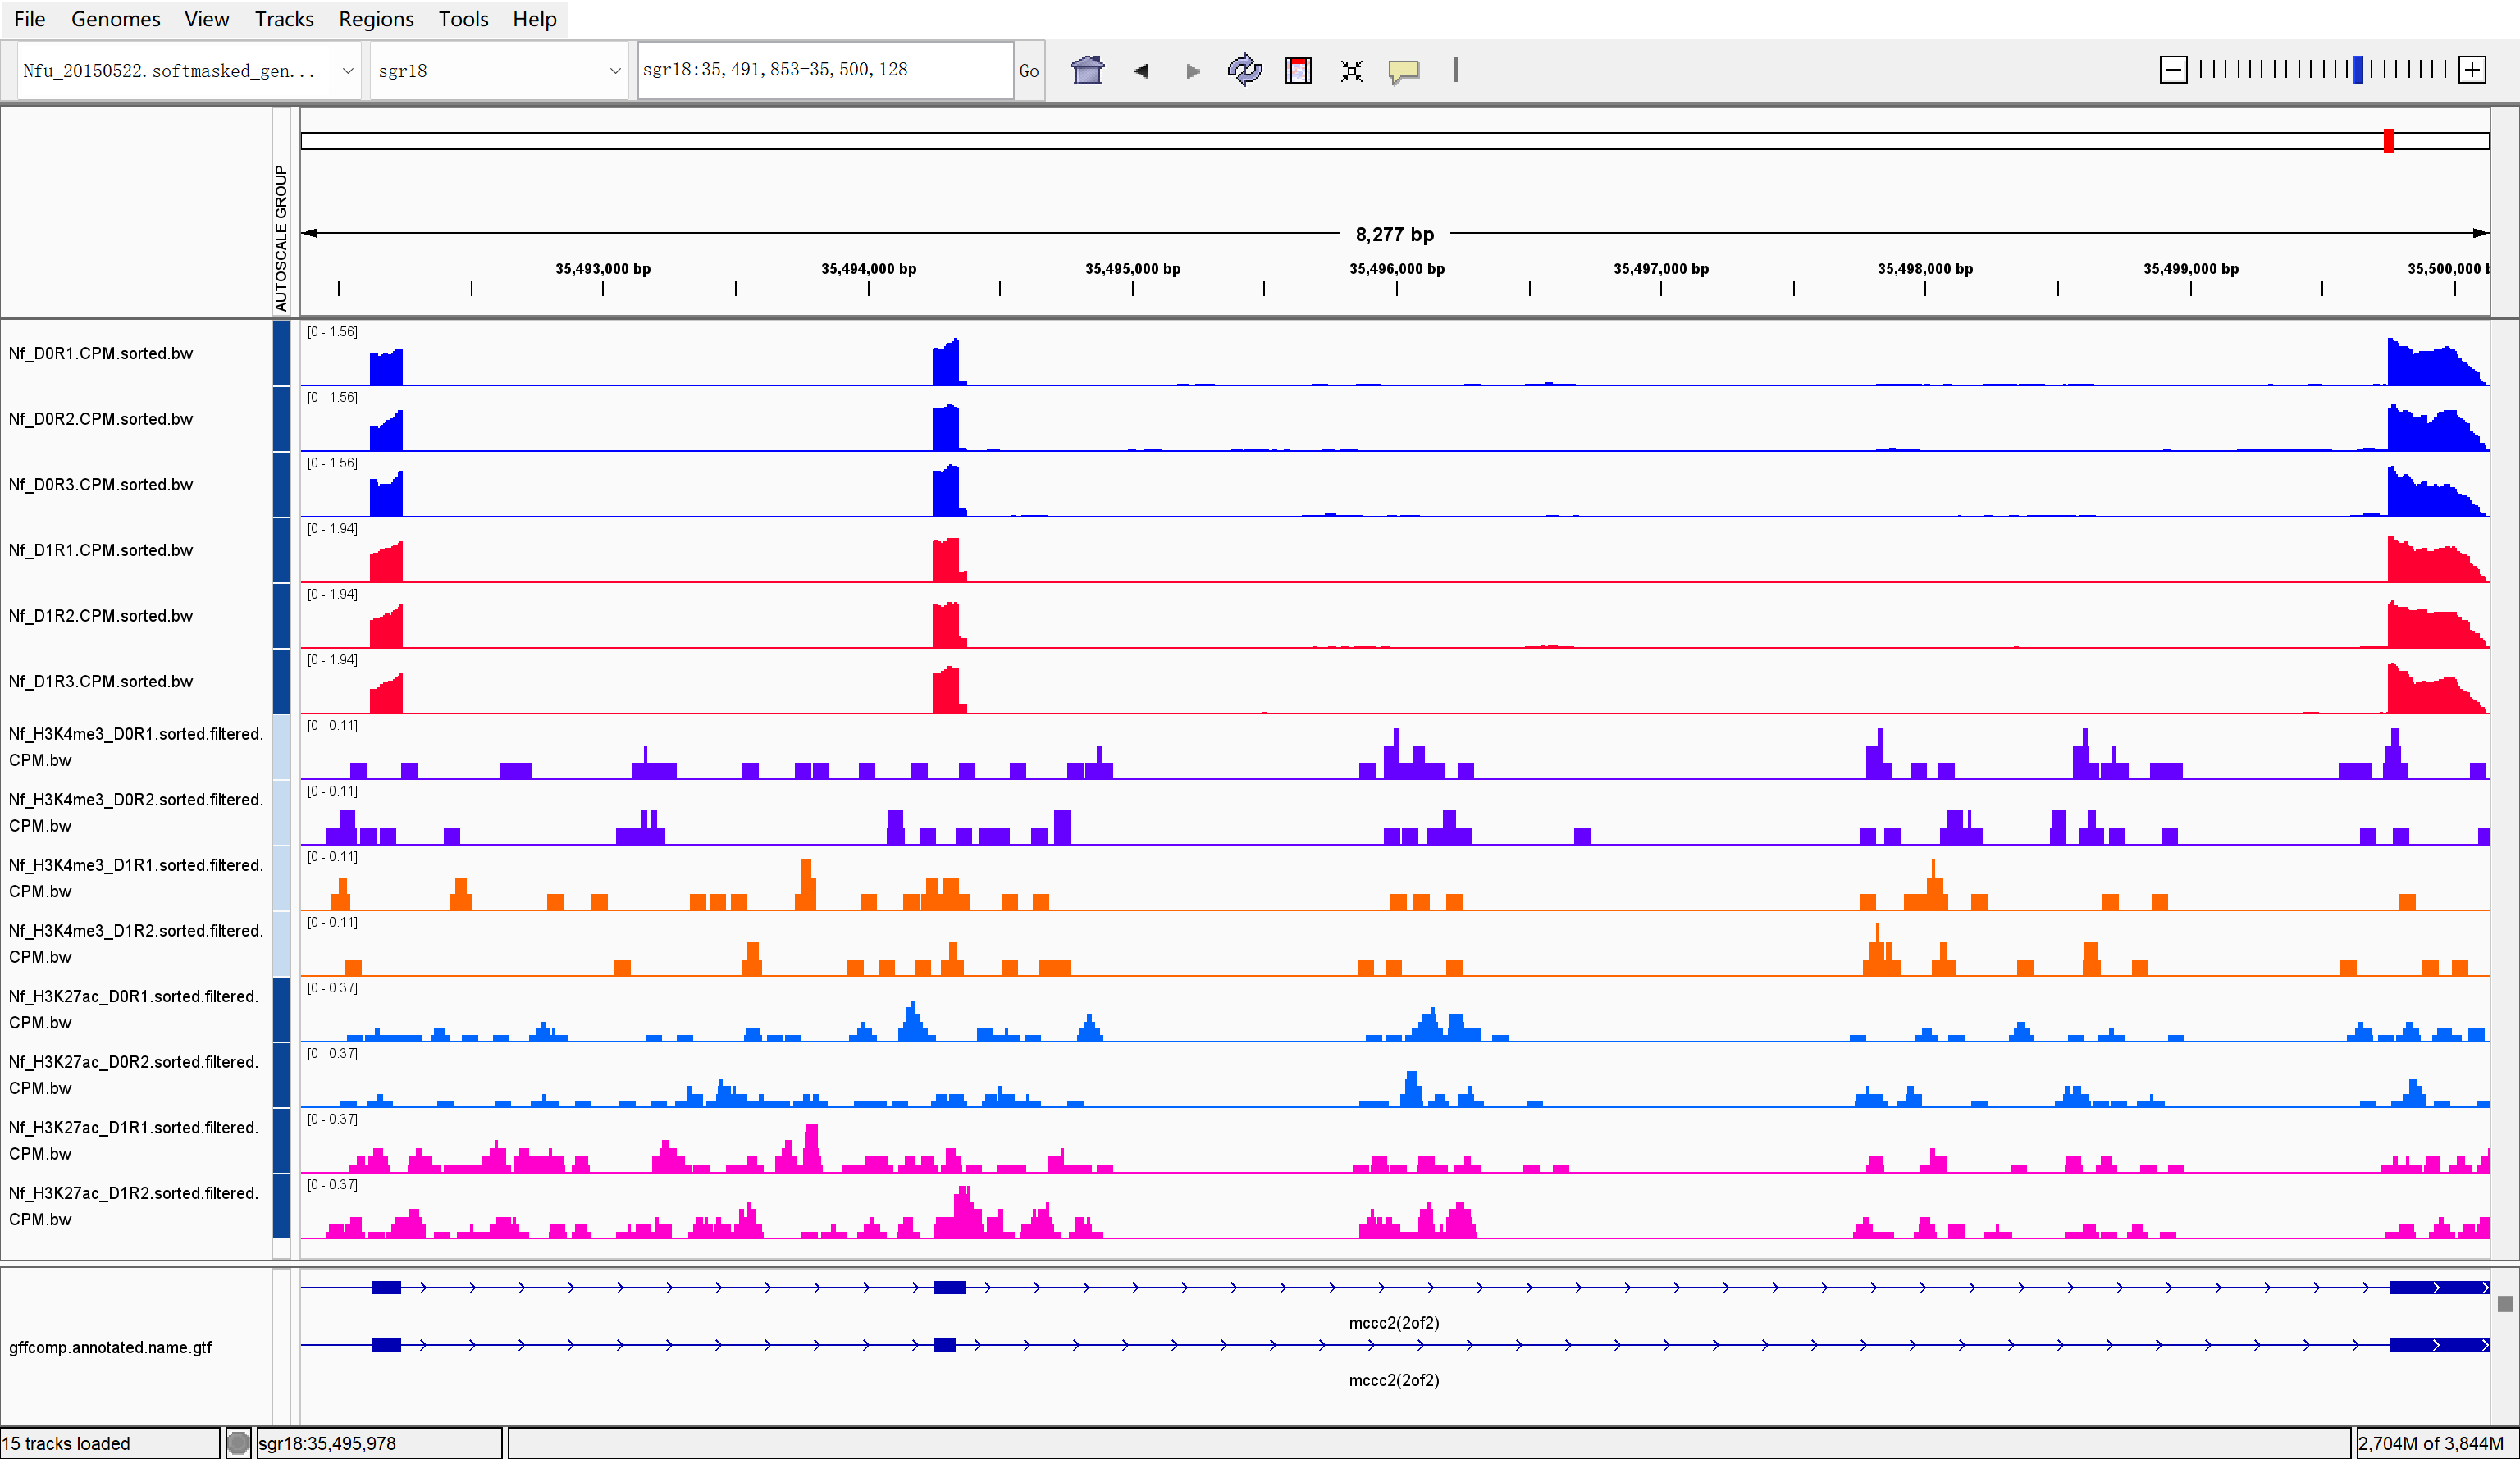 File Genomes View Tracks Regions Tools Help
Nfu_20150522.softmasked_gen... sgr18 sgr18:35,491,853-35,500,128 Go
AUTOSCALE GROUP
8,277 bp
35,493,000 bp 35,494,000 bp 35,495,000 bp 35,496,000 bp 35,497,000 bp 35,498,000 bp 35,499,000 bp 35,500,000 b
[0 - 1.56]
Nf_D0R1.CPM.sorted.bw
[0 - 1.56]
Nf_D0R2.CPM.sorted.bw
[0 - 1.56]
Nf_D0R3.CPM.sorted.bw
[0 - 1.94]
Nf_D1R1.CPM.sorted.bw
[0 - 1.94]
Nf_D1R2.CPM.sorted.bw
[0 - 1.94]
Nf_D1R3.CPM.sorted.bw
[0 - 0.11]
Nf_H3K4me3_D0R1.sorted.filtered.
CPM.bw
[0 - 0.11]
Nf_H3K4me3_D0R2.sorted.filtered.
CPM.bw
[0 - 0.11]
Nf_H3K4me3_D1R1.sorted.filtered.
CPM.bw
[0 - 0.11]
Nf_H3K4me3_D1R2.sorted.filtered.
CPM.bw
[0 - 0.37]
Nf_H3K27ac_D0R1.sorted.filtered.
CPM.bw
[0 - 0.37]
Nf_H3K27ac_D0R2.sorted.filtered.
CPM.bw
[0 - 0.37]
Nf_H3K27ac_D1R1.sorted.filtered.
CPM.bw
[0 - 0.37]
Nf_H3K27ac_D1R2.sorted.filtered.
CPM.bw
mccc2(2of2)
gffcomp.annotated.name.gtf
mccc2(2of2)
15 tracks loaded sgr18:35,495,978 2,704M of 3,844M